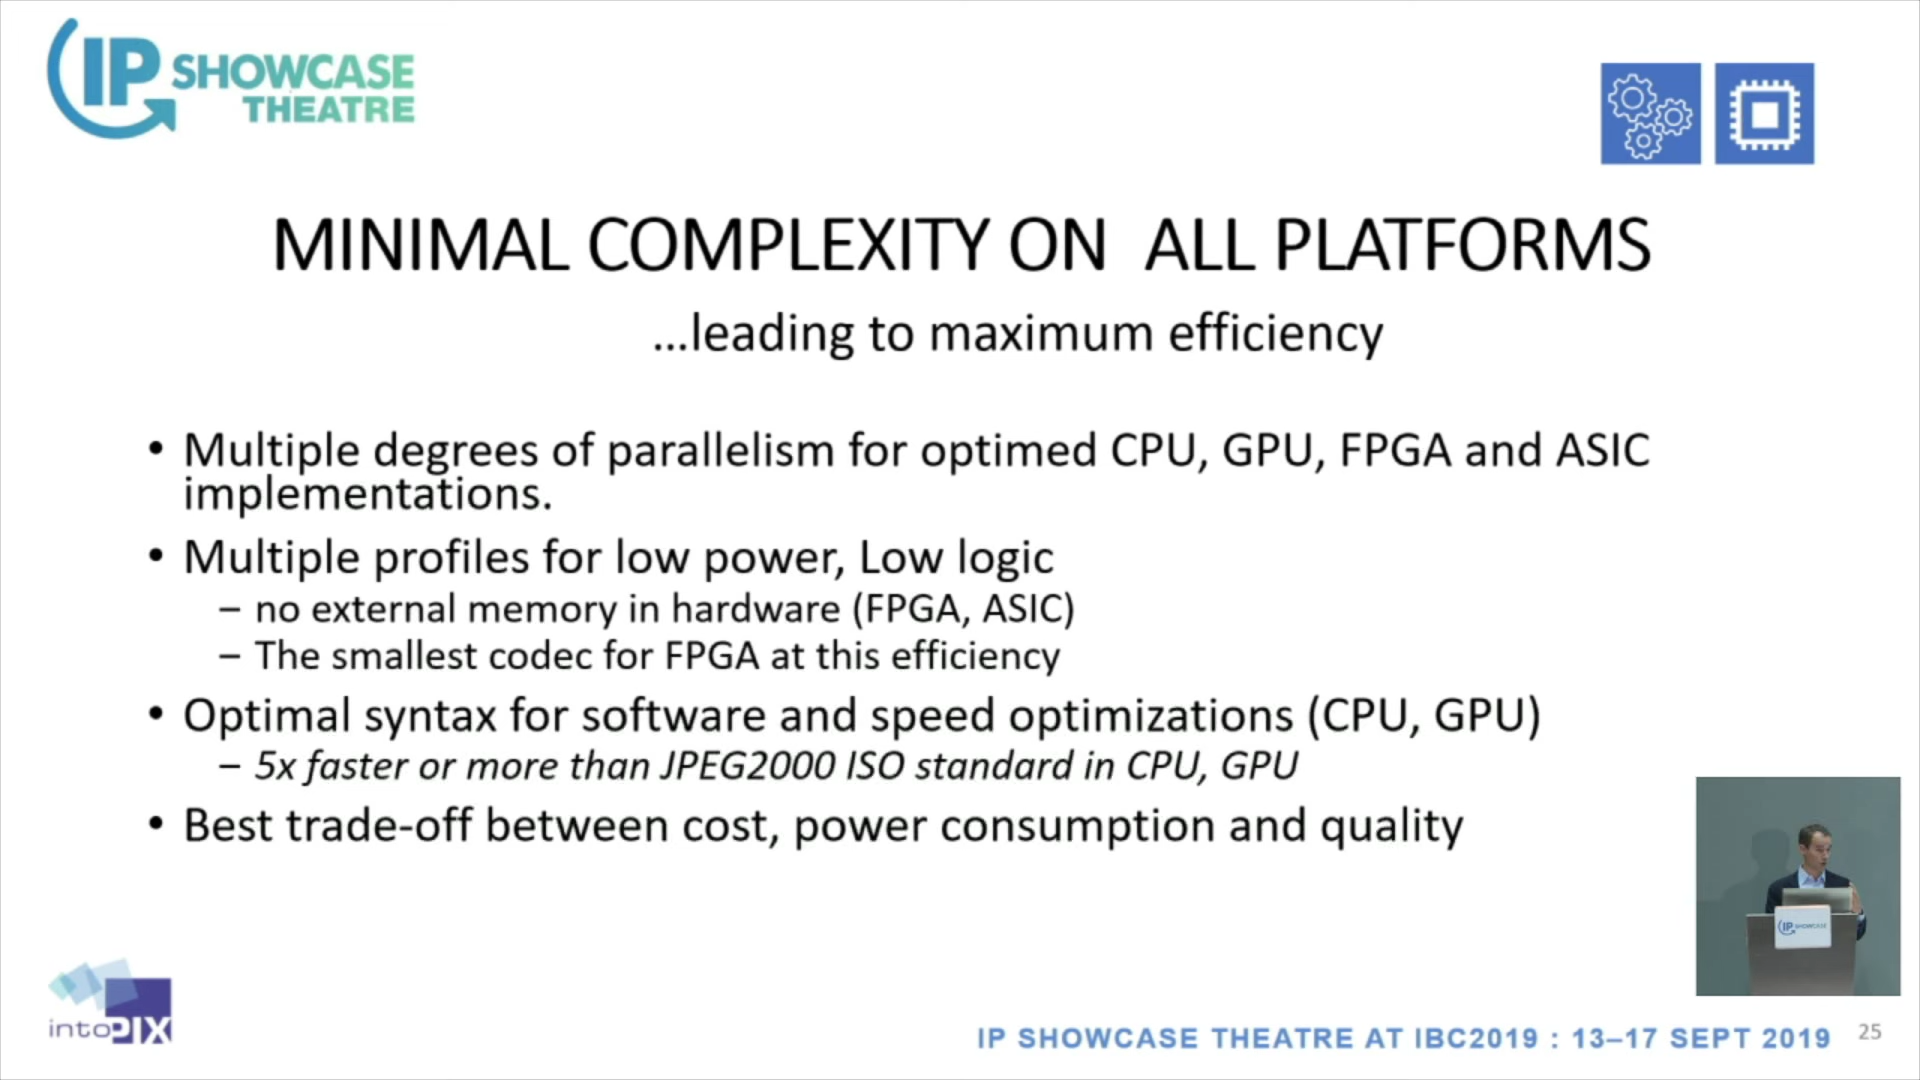 IP SHOWCASE
THEATRE
MINIMAL COMPLEXITY ON ALL PLATFORMS
...leading to maximum efficiency
• Multiple degrees of parallelism for optimed CPU, GPU, FPGA and ASIC
implementations.
• Multiple profiles for low power, Low logic
– no external memory in hardware (FPGA, ASIC)
– The smallest codec for FPGA at this efficiency
• Optimal syntax for software and speed optimizations (CPU, GPU)
– 5x faster or more than JPEG2000 ISO standard in CPU, GPU
• Best trade-off between cost, power consumption and quality
IP SHOWCASE
intoPIX
IP SHOWCASE THEATRE AT IBC2019 : 13–17 SEPT 2019
25